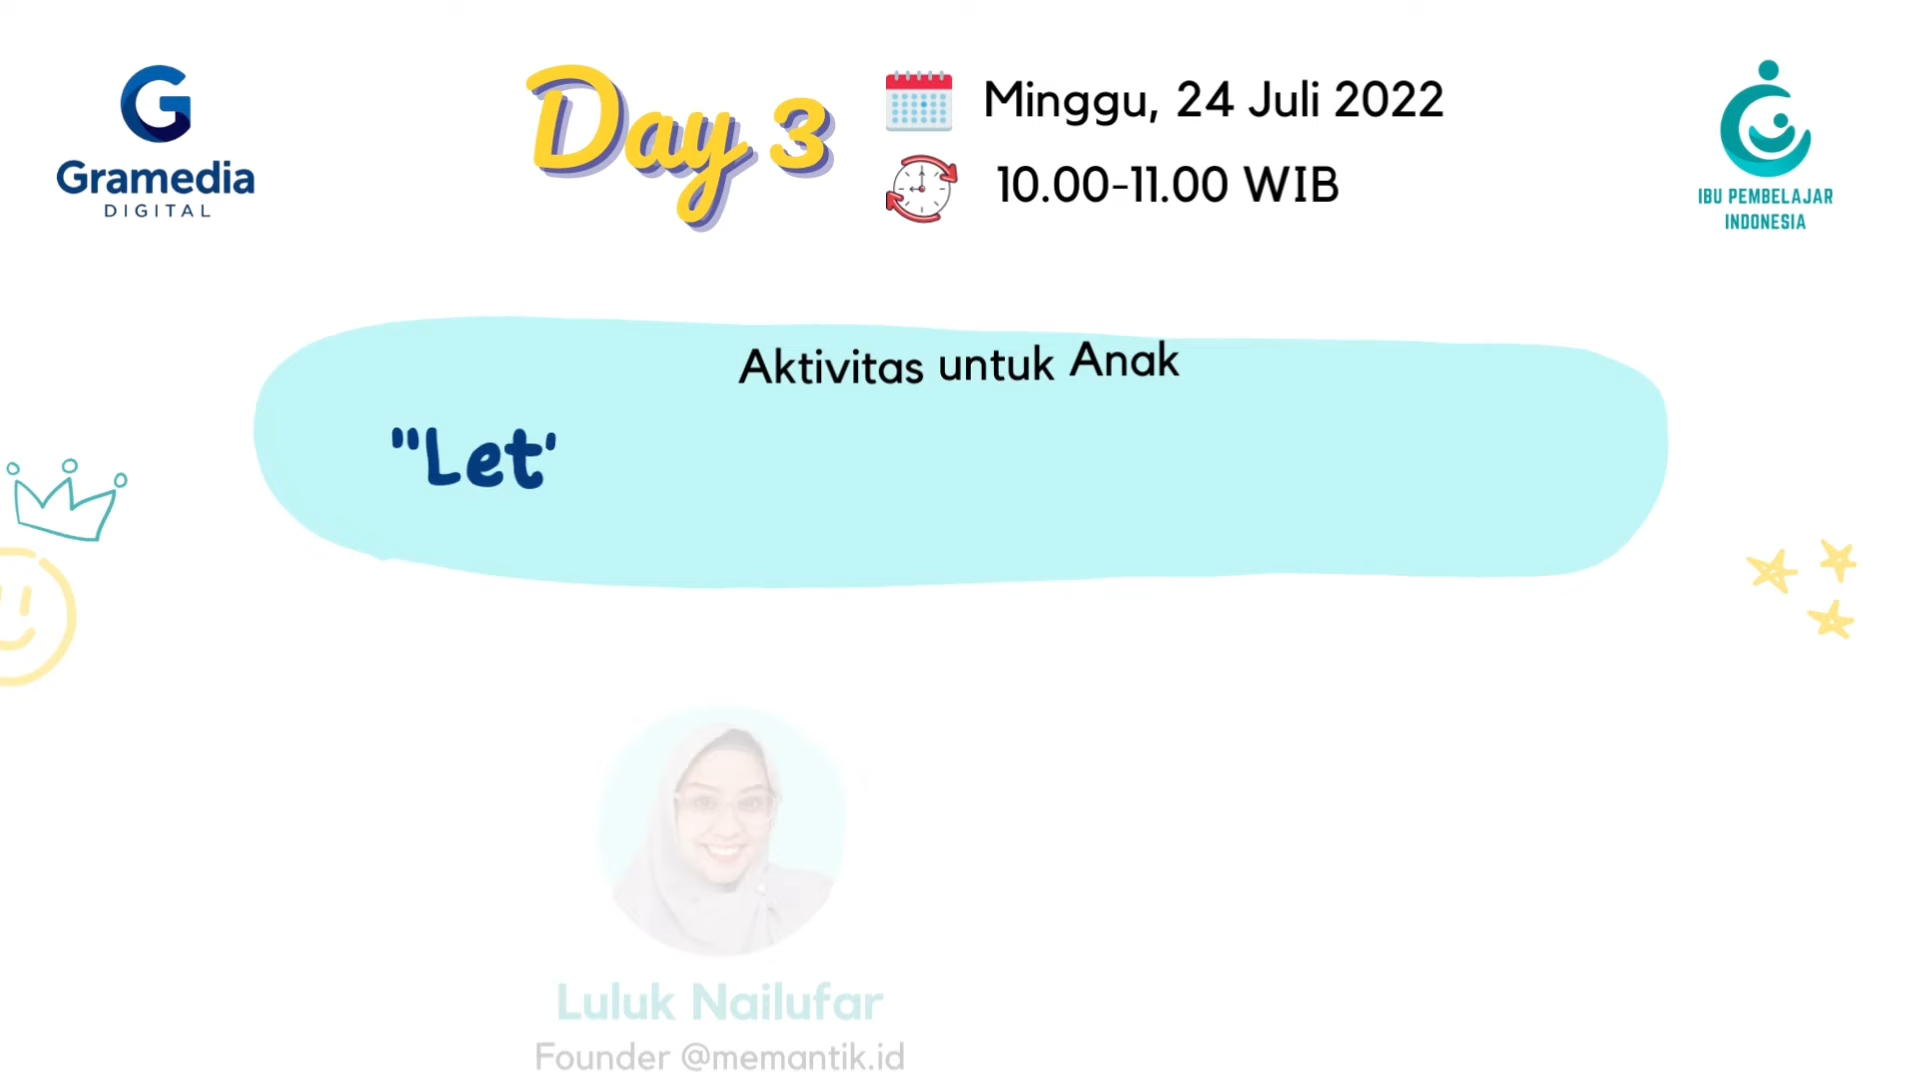 Gramedia
DIGITAL
Day 3
Minggu, 24 Juli 2022
10.00-11.00 WIB
IBU PEMBELAJAR
INDONESIA
Aktivitas untuk Anak
"'Let'
Luluk Nailufar
Founder @memantik.id